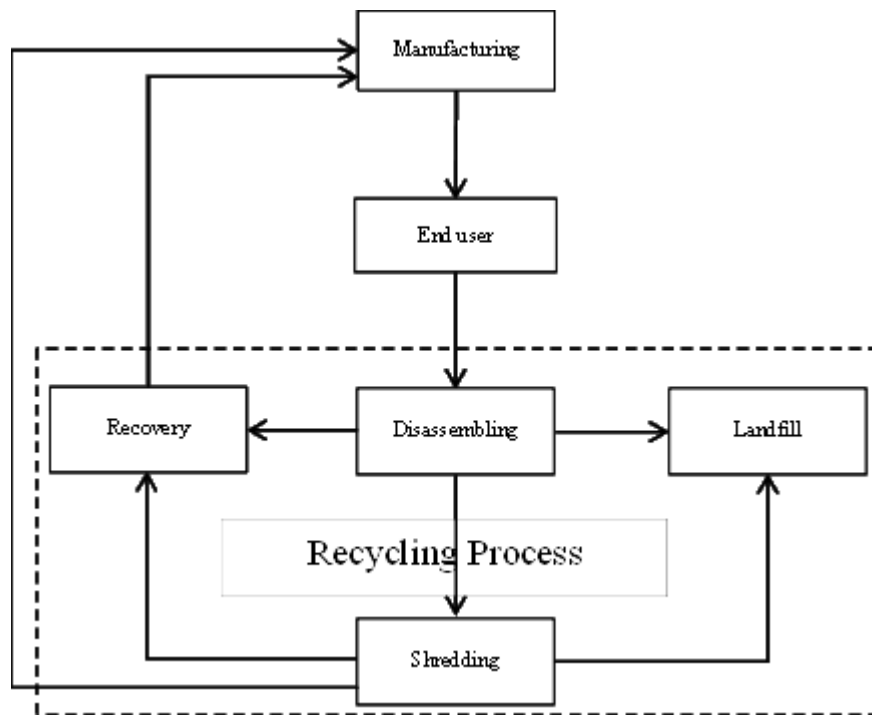 Manufacturing
End user
Recovery
Disassembling
Landfill
Recycling Process
Shredding